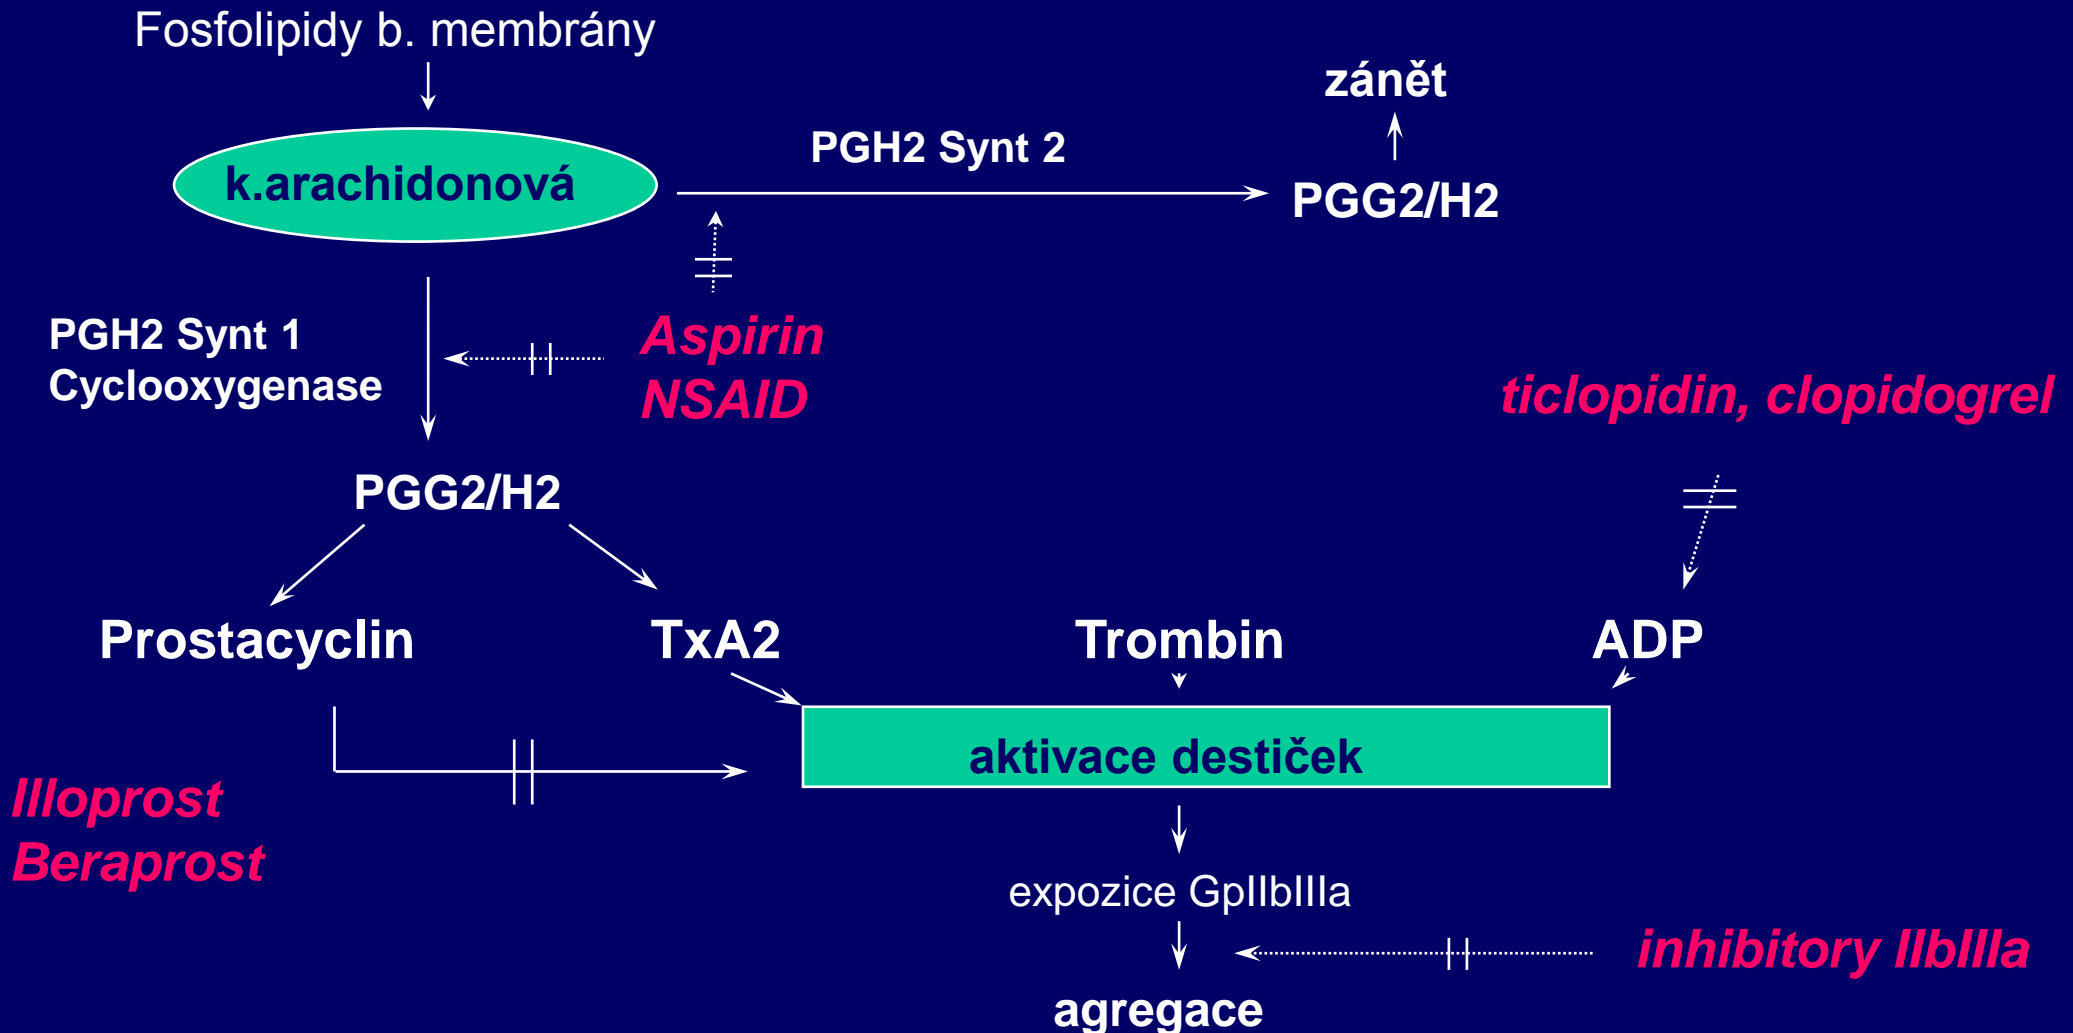 Fosfolipidy b. membrány
zánět
PGH2 Synt 2
k.arachidonová
PGG2/H2
PGH2 Synt 1
Cyclooxygenase
Aspirin
NSAID
ticlopidin, clopidogrel
PGG2/H2
Prostacyclin
TxA2
Trombin
ADP
aktivace destiček
Illoprost
Beraprost
expozice GpIIbIIIa
inhibitory IIbIIIa
agregace